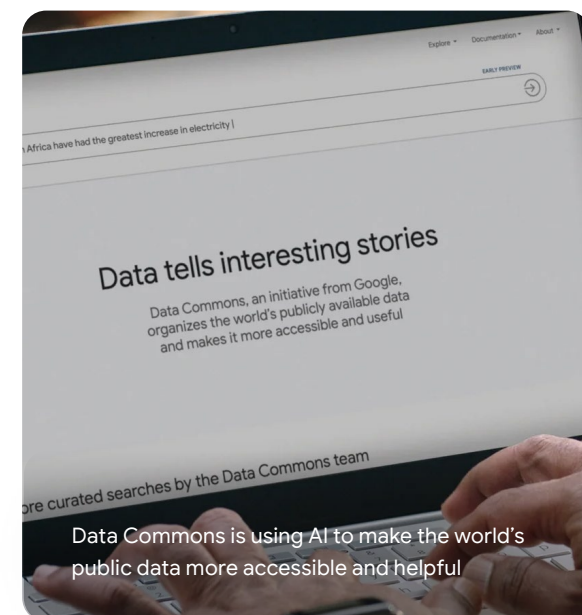 Explore Documentation About
EARLY PREVIEW
Africa have had the greatest increase in electricity
Data tells interesting stories
Data Commons, an initiative from Google,
organizes the world's publicly available data
and makes it more accessible and useful
curated searches by the Data Commons team
Data Commons is using AI to make the world's
public data more accessible and helpful